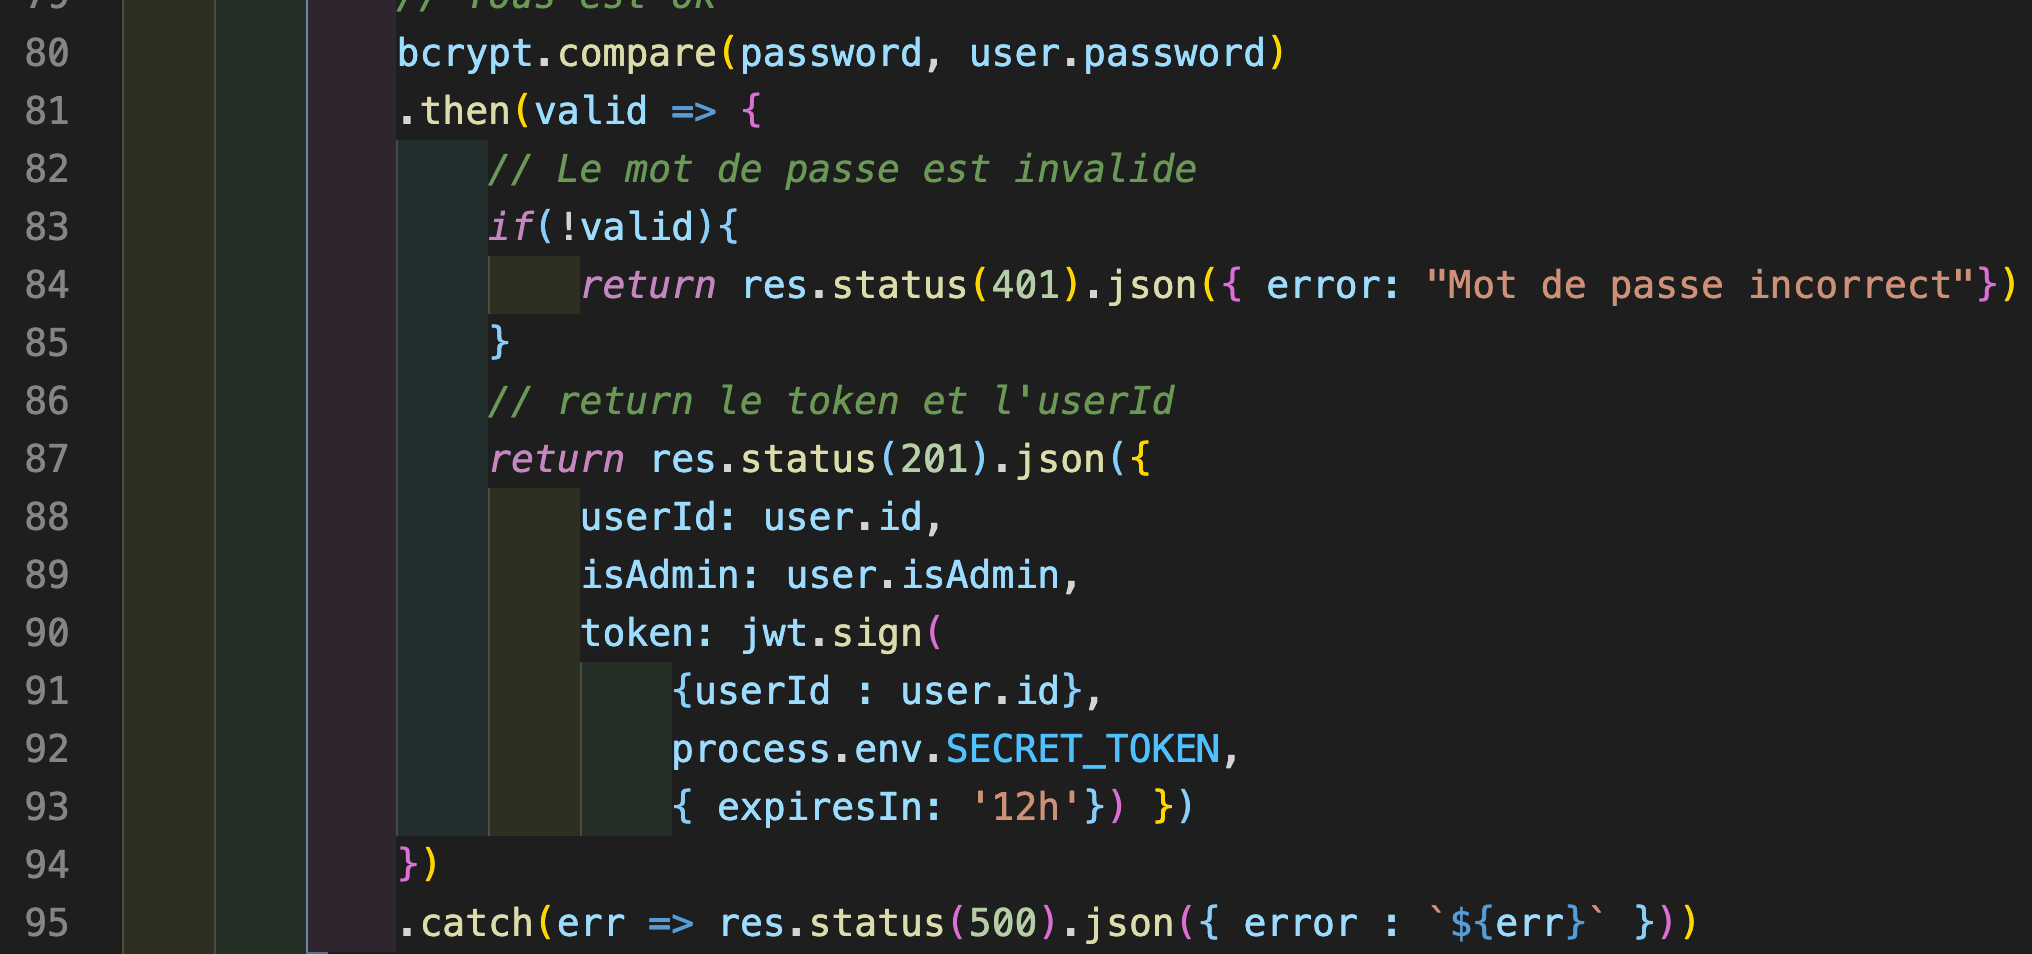 79 // Tous est ok
80 bcrypt.compare(password, user.password)
81 .then(valid => {
82 // Le mot de passe est invalide
83 if(!valid){
84 return res.status(401).json({ error: "Mot de passe incorrect"})
85 }
86 // return le token et l'userId
87 return res.status(201).json({
88 userId: user.id,
89 isAdmin: user.isAdmin,
90 token: jwt.sign(
91 {userId : user.id},
92 process.env.SECRET_TOKEN,
93 { expiresIn: '12h'}) })
94 })
95 .catch(err => res.status(500).json({ error : `${err}` }))